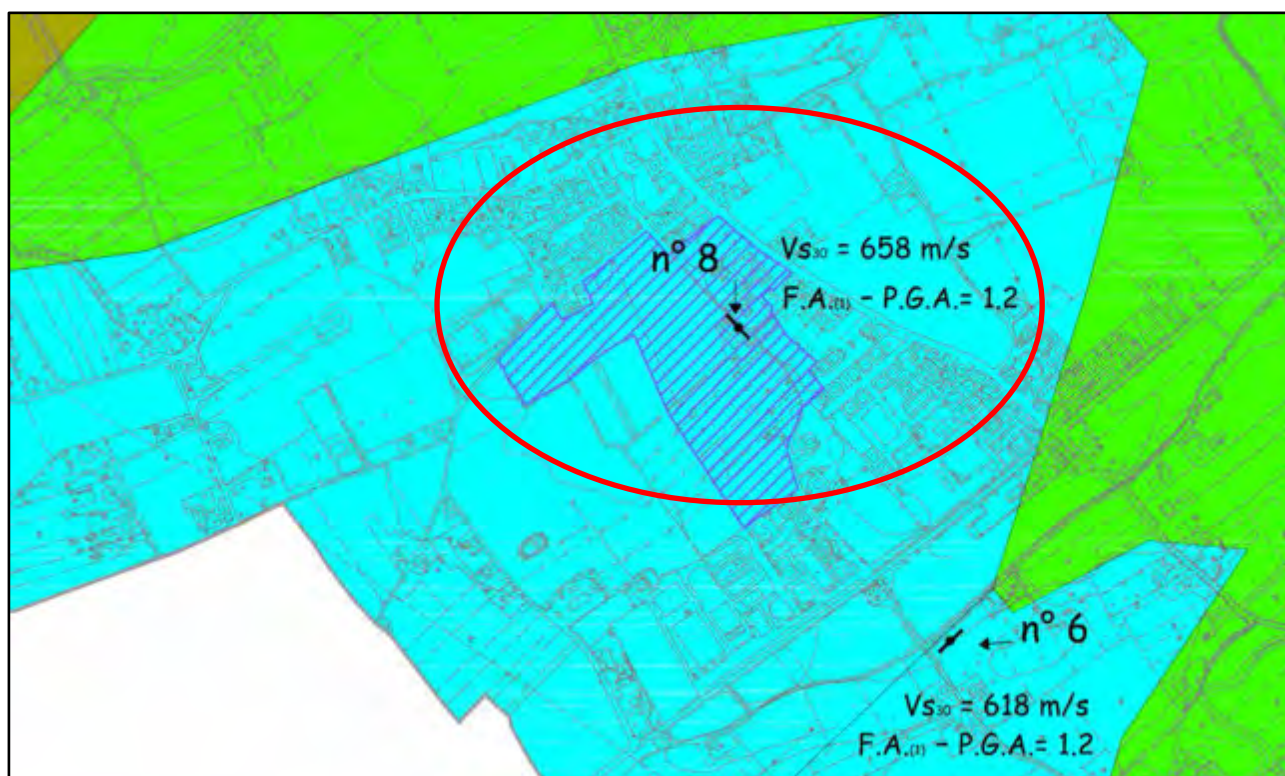 n° 8
Vs₃₀ = 658 m/s
F.A.₍₁₎ - P.G.A.= 1.2
n° 6
Vs₃₀ = 618 m/s
F.A.₍₁₎ - P.G.A.= 1.2